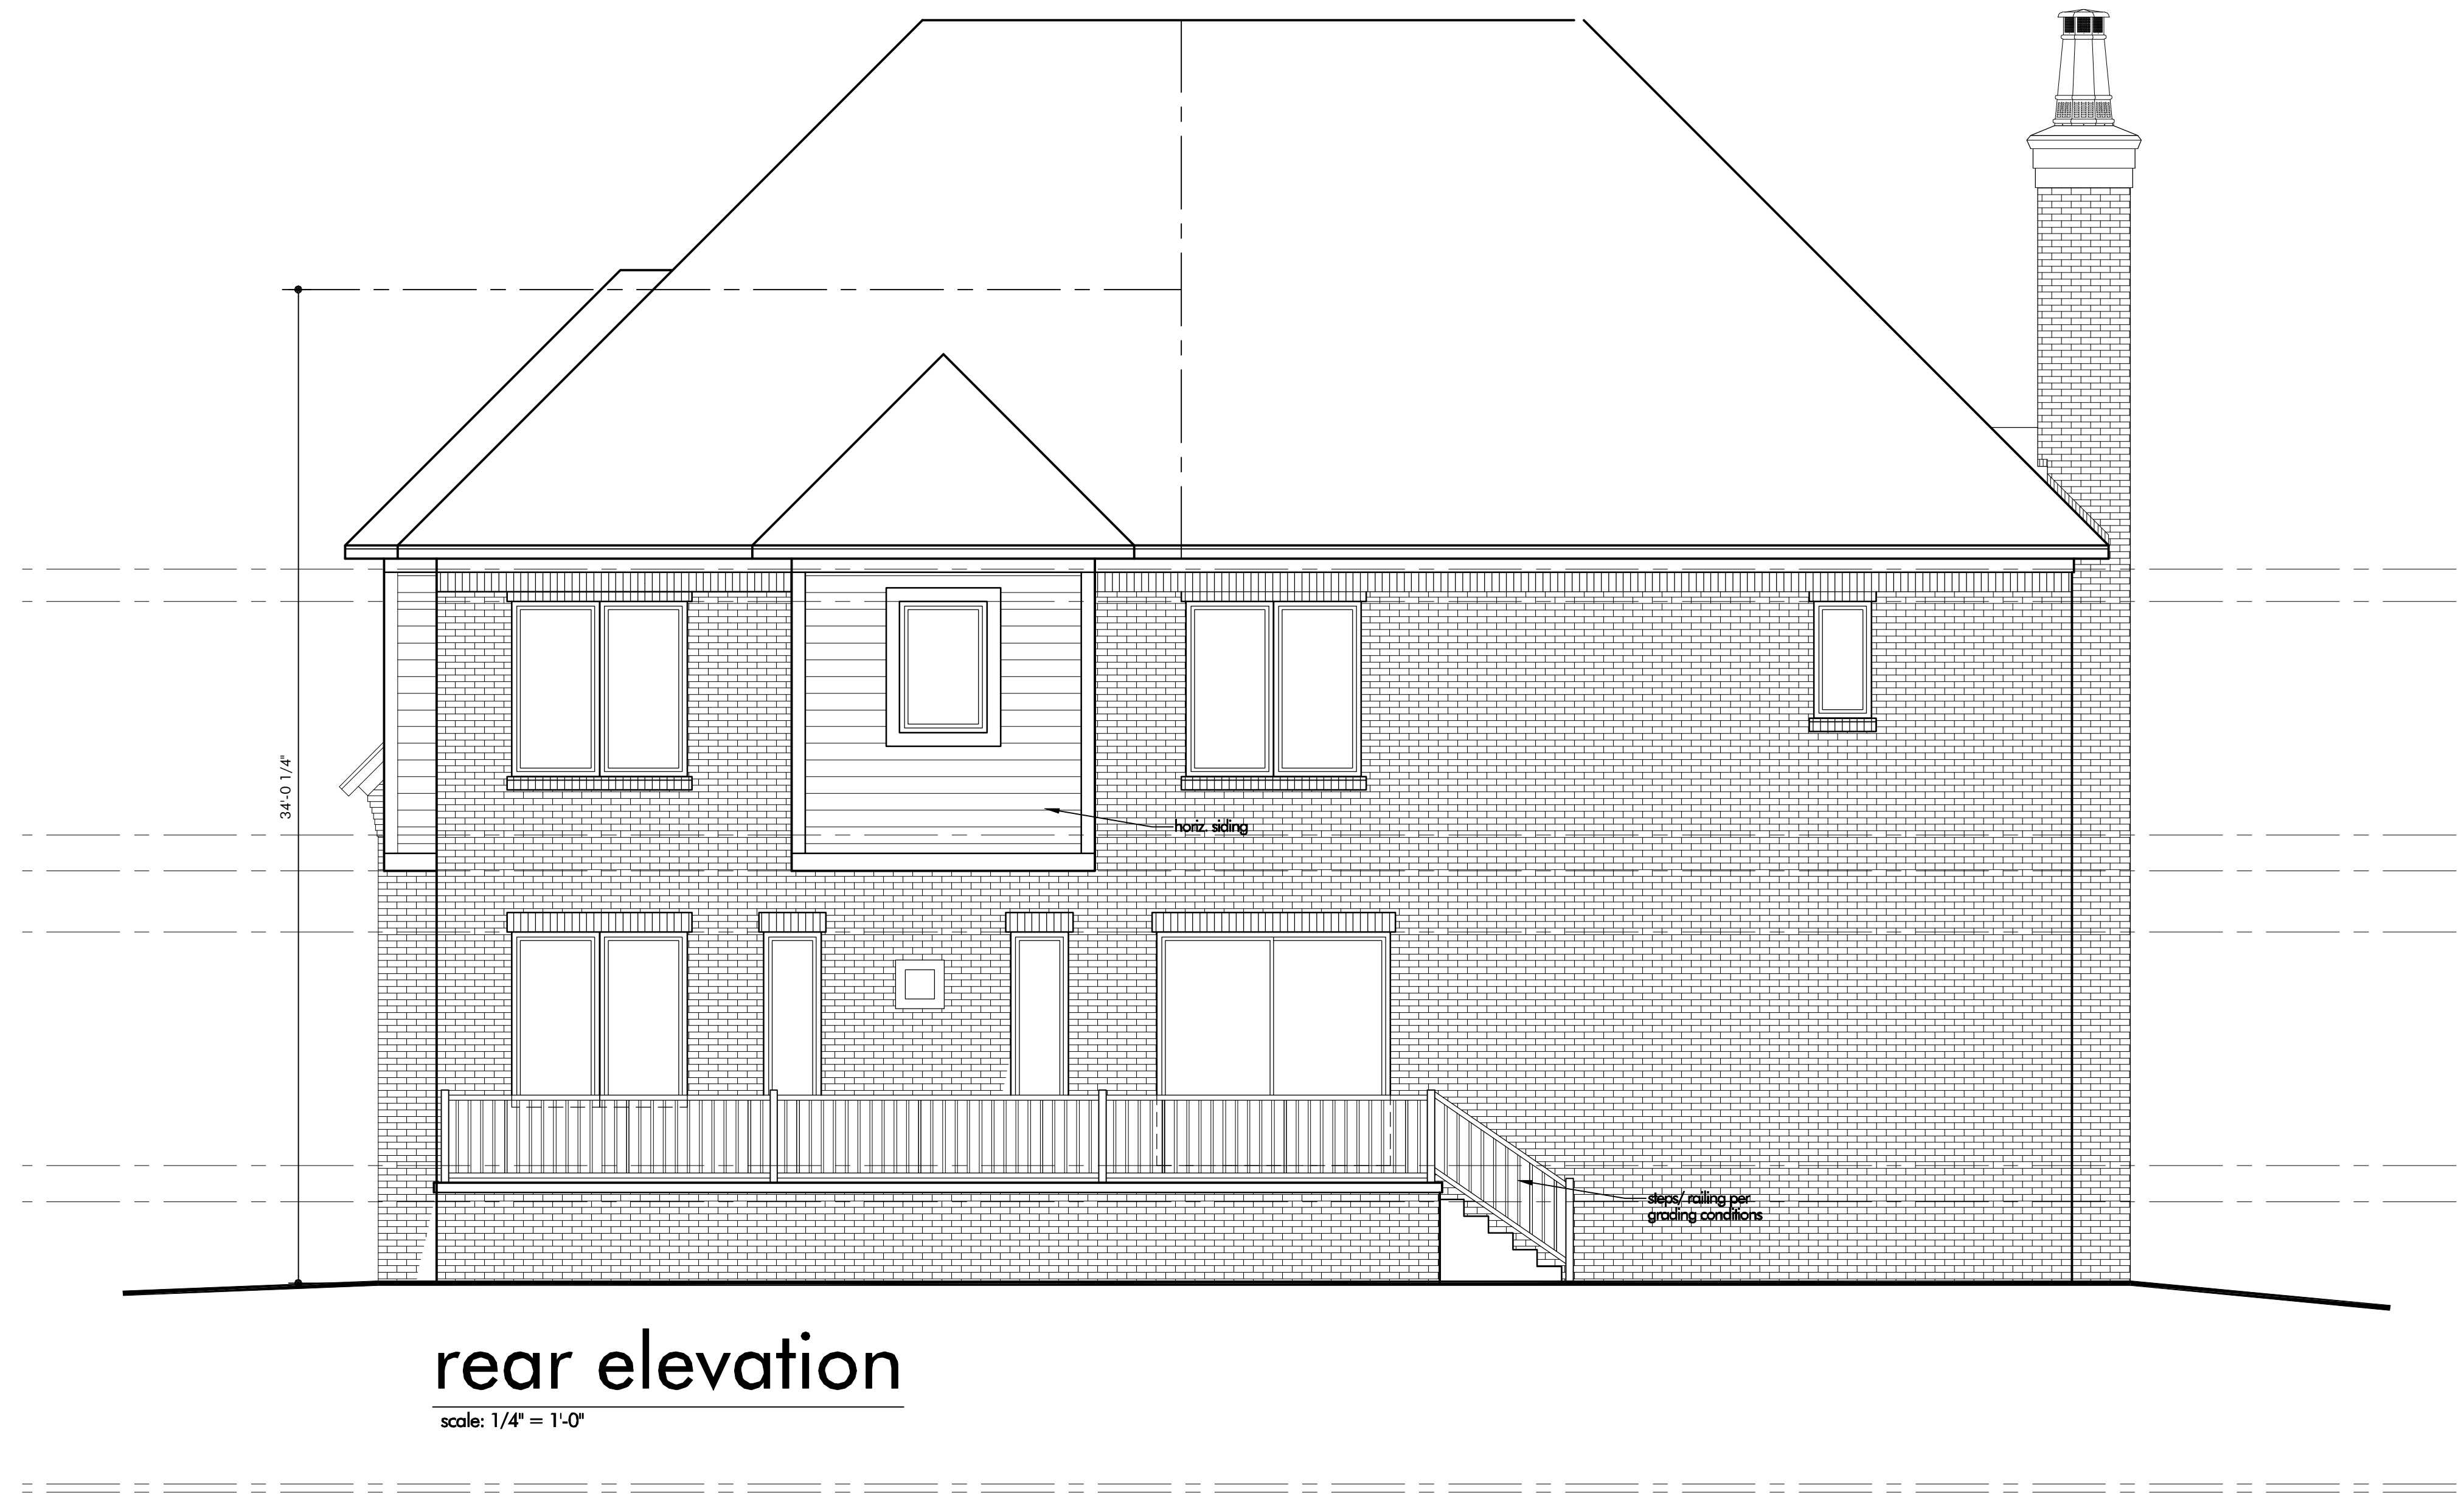 34'-0 1/4"
horiz. siding
steps/ railing per
grading conditions
rear elevation
scale: 1/4" = 1'-0"